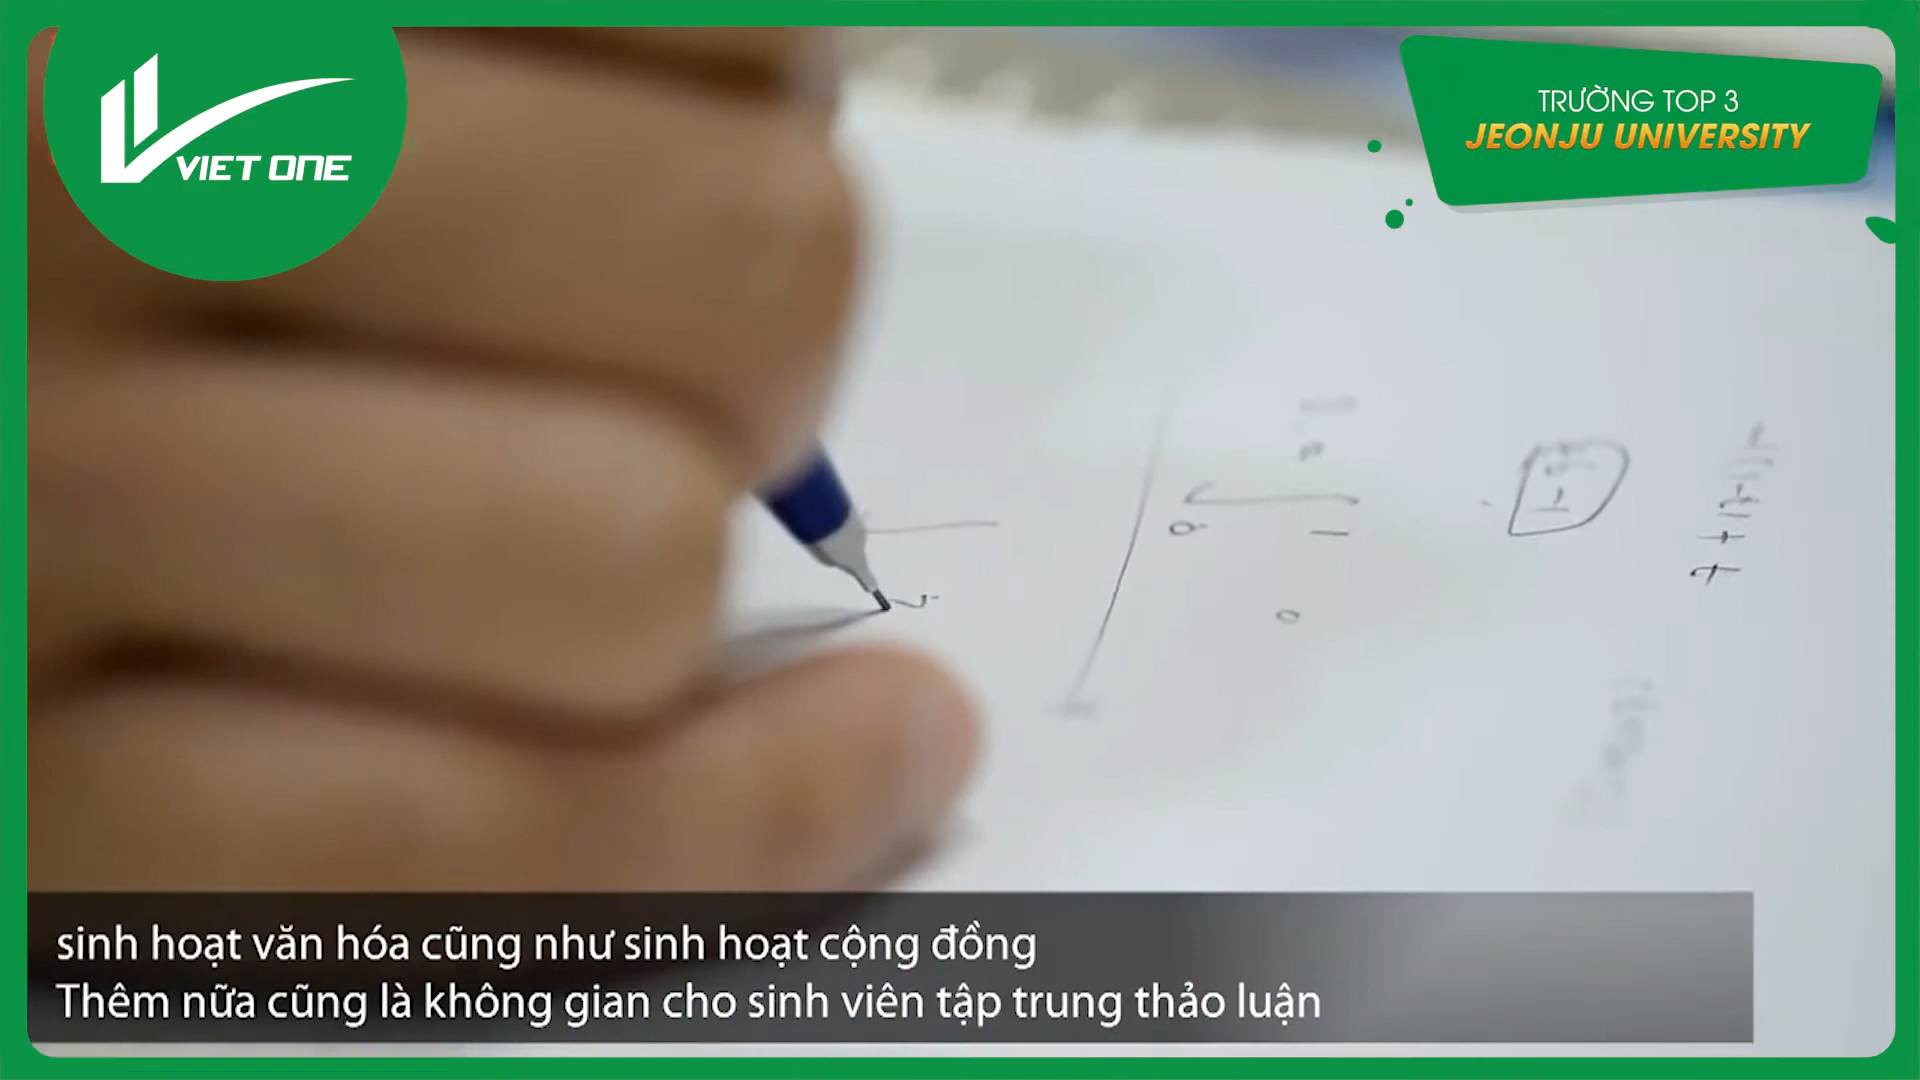 VIET ONE
TRƯỜNG TOP 3
JEONJU UNIVERSITY
sinh hoạt văn hóa cũng như sinh hoạt cộng đồng
Thêm nữa cũng là không gian cho sinh viên tập trung thảo luận